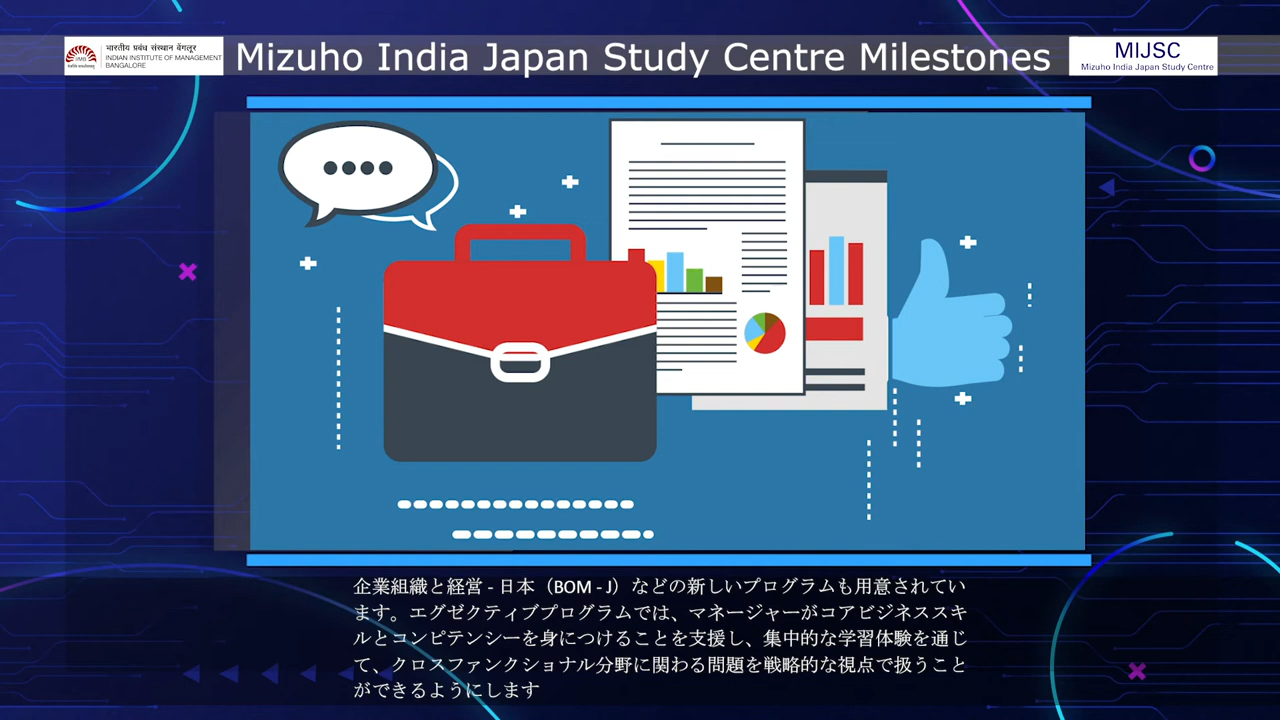 भारतीय प्रबंध संस्थान बेंगलूर
INDIAN INSTITUTE OF MANAGEMENT
BANGALORE
Mizuho India Japan Study Centre Milestones
MIJSC
Mizuho India Japan Study Centre
企業組織と経営 - 日本（BOM - J）などの新しいプログラムも用意されてい
ます。エグゼクティブプログラムでは、マネージャーがコアビジネススキ
ルとコンピテンシーを身につけることを支援し、集中的な学習体験を通じ
て、クロスファンクショナル分野に関わる問題を戦略的な視点で扱うこと
ができるようにします